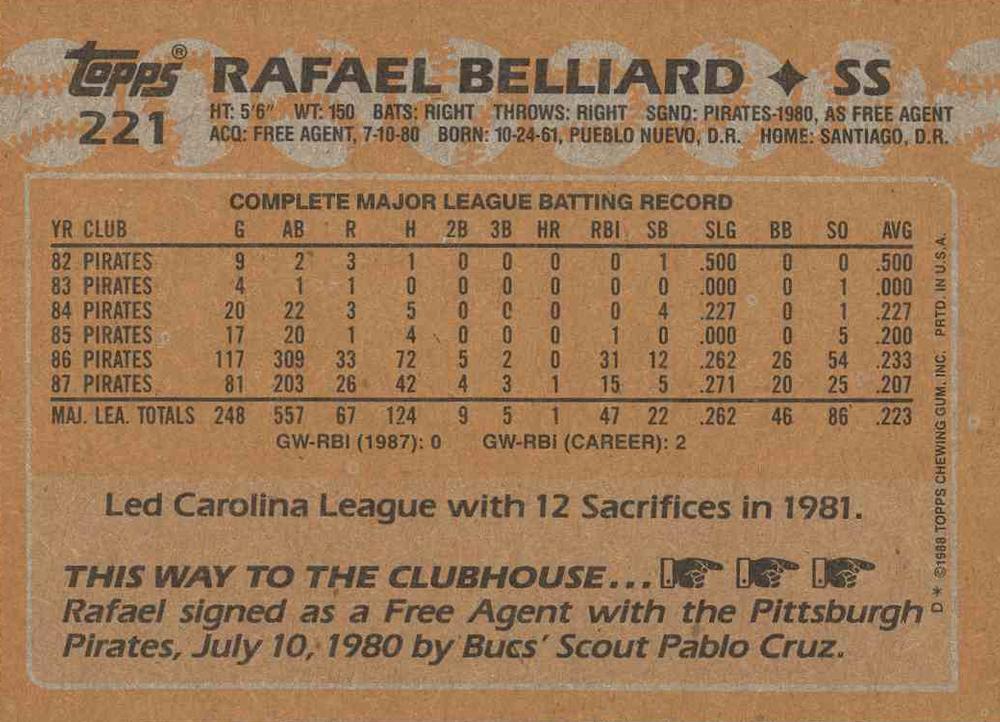 Topps® RAFAEL BELLIARD ✦ SS
221
HT: 5'6" WT: 150 BATS: RIGHT THROWS: RIGHT SGND: PIRATES-1980, AS FREE AGENT
ACQ: FREE AGENT, 7-10-80 BORN: 10-24-61, PUEBLO NUEVO, D.R. HOME: SANTIAGO, D.R.
COMPLETE MAJOR LEAGUE BATTING RECORD
YR CLUB G AB R H 2B 3B HR RBI SB SLG BB SO AVG
82 PIRATES 9 2 3 1 0 0 0 0 1 .500 0 0 .500
83 PIRATES 4 1 1 0 0 0 0 0 0 .000 0 1 .000
84 PIRATES 20 22 3 5 0 0 0 0 4 .227 0 1 .227
85 PIRATES 17 20 1 4 0 0 0 1 0 .000 0 5 .200
86 PIRATES 117 309 33 72 5 2 0 31 12 .262 26 54 .233
87 PIRATES 81 203 26 42 4 3 1 15 5 .271 20 25 .207
MAJ. LEA. TOTALS 248 557 67 124 9 5 1 47 22 .262 46 86 .223
GW-RBI (1987): 0 GW-RBI (CAREER): 2
Led Carolina League with 12 Sacrifices in 1981.
THIS WAY TO THE CLUBHOUSE...
Rafael signed as a Free Agent with the Pittsburgh
Pirates, July 10, 1980 by Bucs' Scout Pablo Cruz.
D * ©1988 TOPPS CHEWING GUM, INC. PRTD. IN U.S.A.